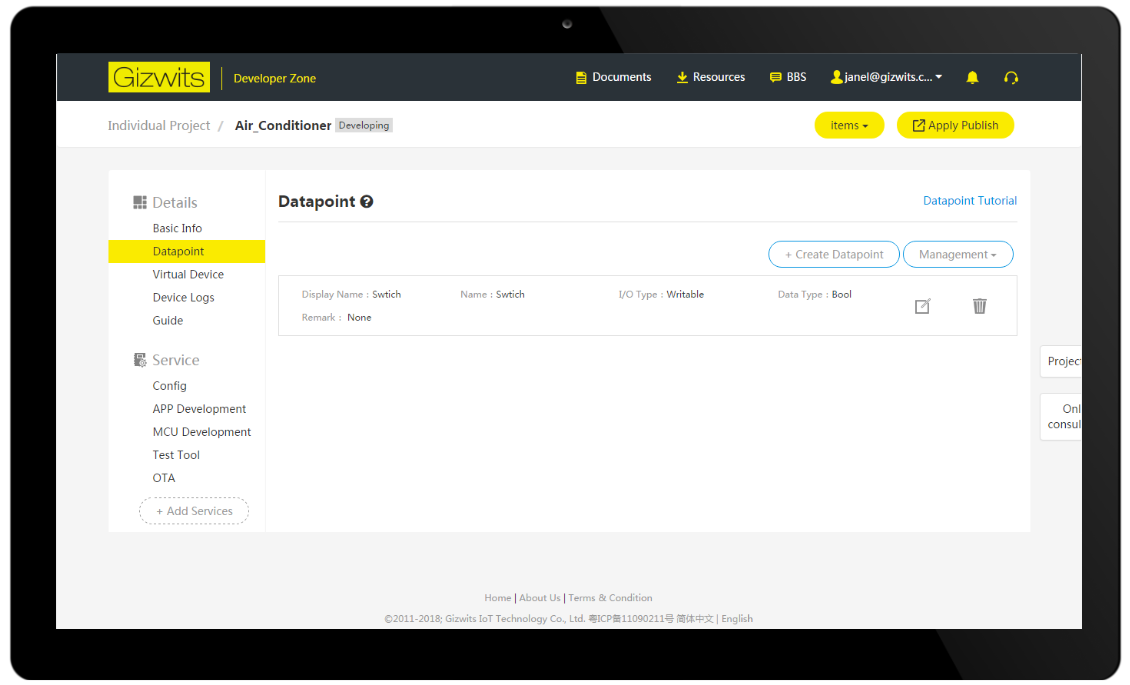 Gizwits Developer Zone Documents Resources BBS janel@gizwits.c...
Individual Project / Air_Conditioner Developing items Apply Publish
Details
Basic Info
Datapoint
Virtual Device
Device Logs
Guide
Service
Config
APP Development
MCU Development
Test Tool
OTA
+ Add Services
Datapoint ? Datapoint Tutorial
+ Create Datapoint Management
Display Name : Swtich Name : Swtich I/O Type : Writable Data Type : Bool
Remark : None
Project
Onl
consul
Home | About Us | Terms & Condition
©2011-2018; Gizwits IoT Technology Co., Ltd. 粤ICP备11090211号 简体中文 | English